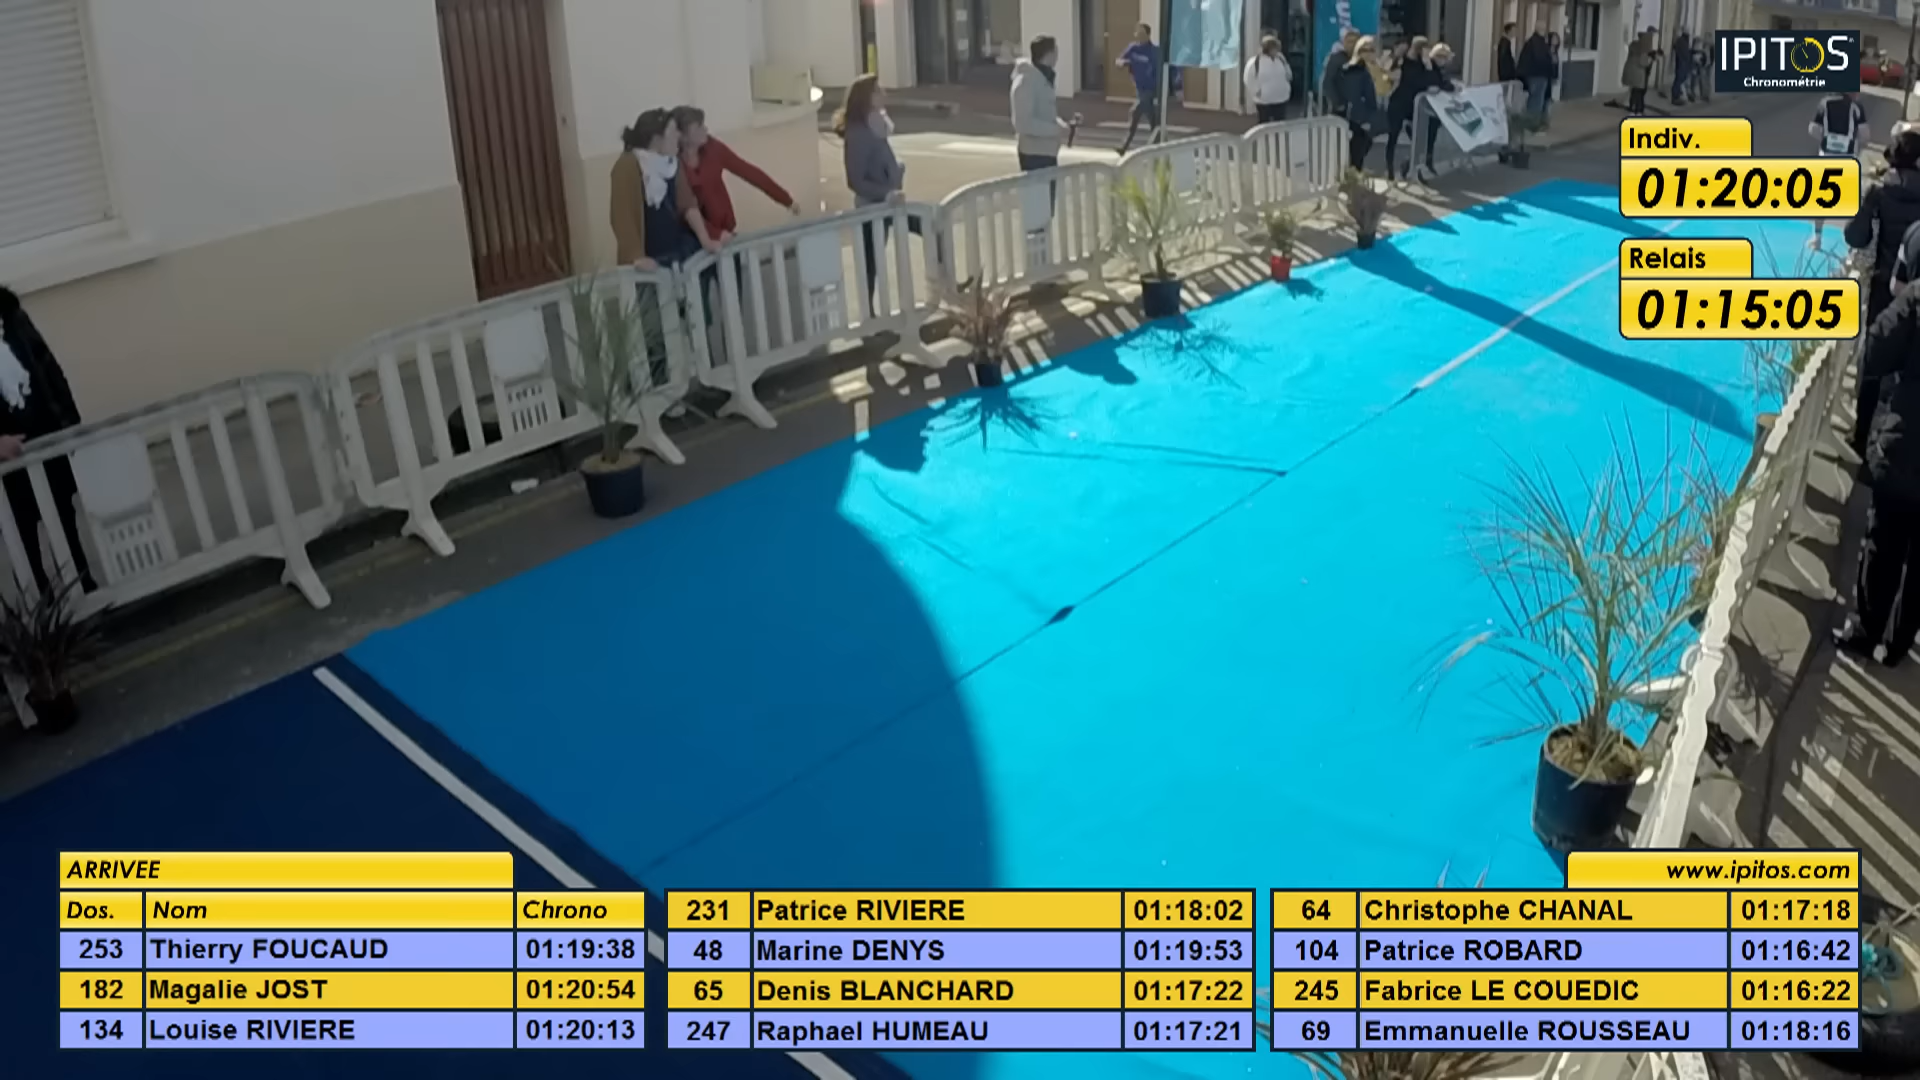 IPITOS
Chronométrie
Indiv.
01:20:05
Relais
01:15:05
ARRIVEE
www.ipitos.com
Dos. Nom Chrono
253 Thierry FOUCAUD 01:19:38
182 Magalie JOST 01:20:54
134 Louise RIVIERE 01:20:13
231 Patrice RIVIERE 01:18:02
48 Marine DENYS 01:19:53
65 Denis BLANCHARD 01:17:22
247 Raphael HUMEAU 01:17:21
64 Christophe CHANAL 01:17:18
104 Patrice ROBARD 01:16:42
245 Fabrice LE COUEDIC 01:16:22
69 Emmanuelle ROUSSEAU 01:18:16